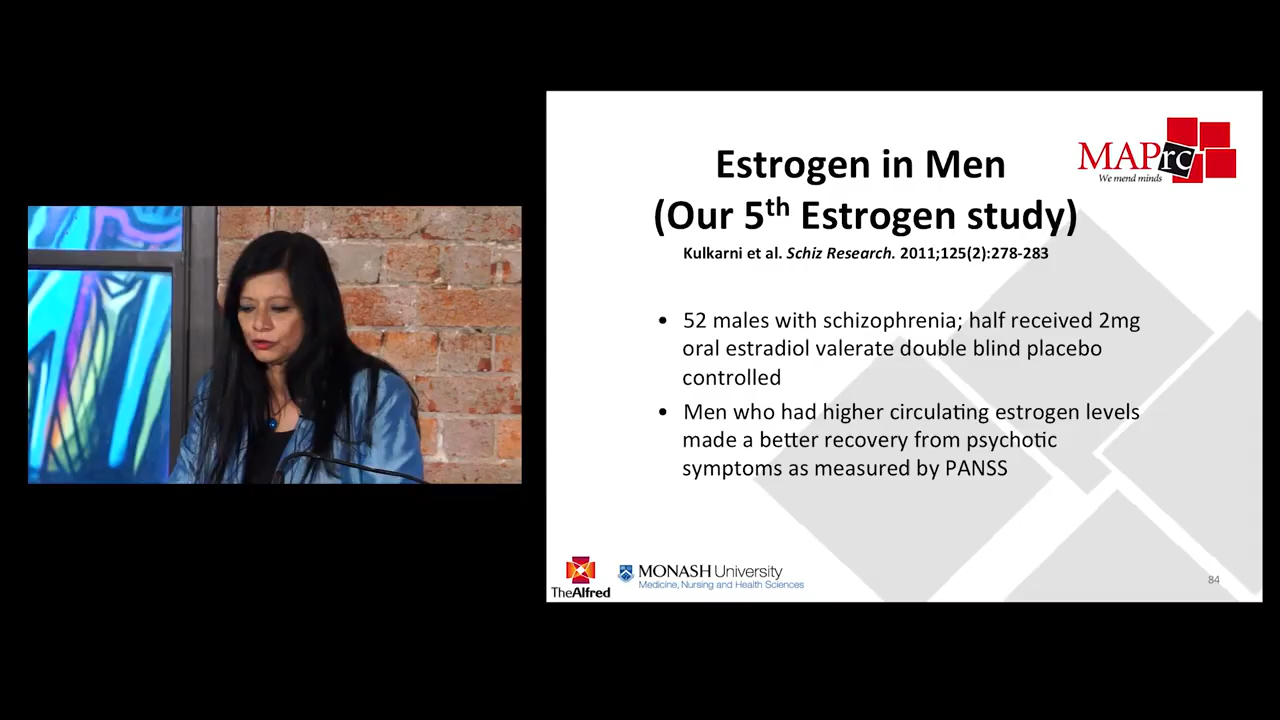 Estrogen in Men
(Our 5th Estrogen study)
Kulkarni et al. Schiz Research. 2011;125(2):278-283
MAPrc
We mend minds
• 52 males with schizophrenia; half received 2mg
oral estradiol valerate double blind placebo
controlled
• Men who had higher circulating estrogen levels
made a better recovery from psychotic
symptoms as measured by PANSS
TheAlfred
MONASH University
Medicine, Nursing and Health Sciences
84